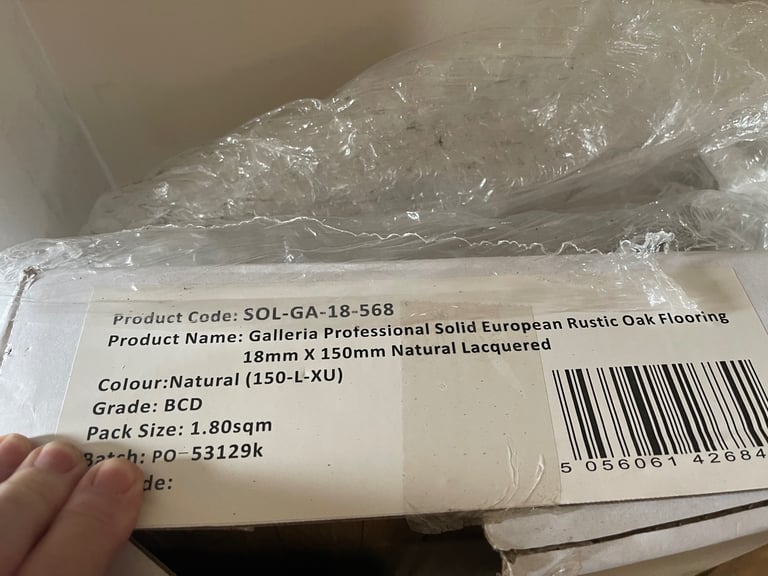 Product Code: SOL-GA-18-568
Product Name: Galleria Professional Solid European Rustic Oak Flooring
18mm X 150mm Natural Lacquered
Colour:Natural (150-L-XU)
Grade: BCD
Pack Size: 1.80sqm
Batch: PO-53129k
de:
5 056061 42684